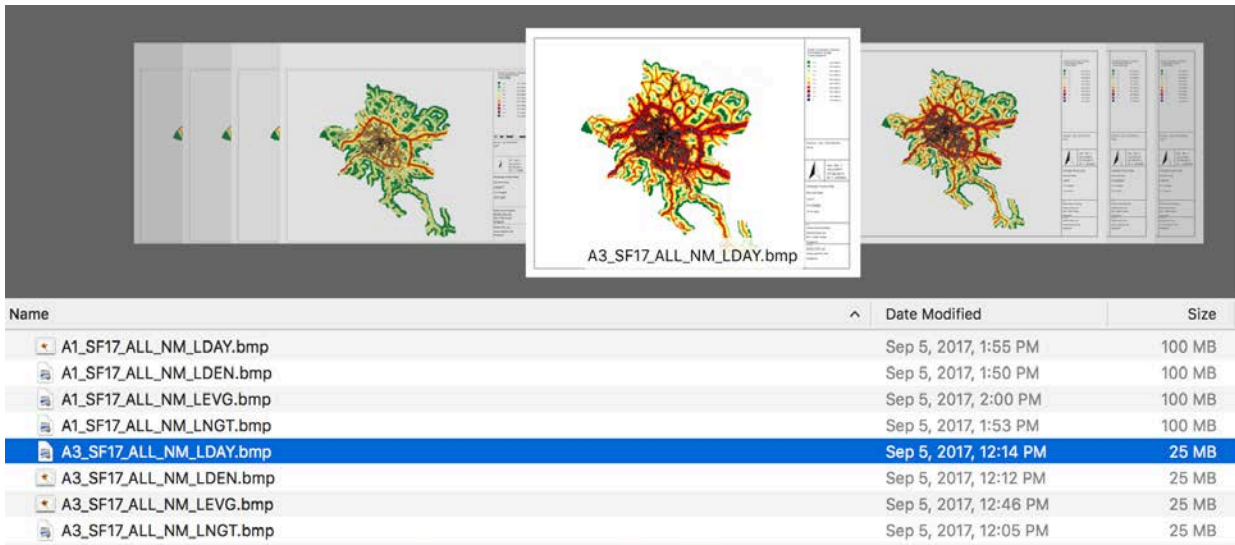 A3_SF17_ALL_NM_LDAY.bmp
Name Date Modified Size
A1_SF17_ALL_NM_LDAY.bmp Sep 5, 2017, 1:55 PM 100 MB
A1_SF17_ALL_NM_LDEN.bmp Sep 5, 2017, 1:50 PM 100 MB
A1_SF17_ALL_NM_LEVG.bmp Sep 5, 2017, 2:00 PM 100 MB
A1_SF17_ALL_NM_LNGT.bmp Sep 5, 2017, 1:53 PM 100 MB
A3_SF17_ALL_NM_LDAY.bmp Sep 5, 2017, 12:14 PM 25 MB
A3_SF17_ALL_NM_LDEN.bmp Sep 5, 2017, 12:12 PM 25 MB
A3_SF17_ALL_NM_LEVG.bmp Sep 5, 2017, 12:46 PM 25 MB
A3_SF17_ALL_NM_LNGT.bmp Sep 5, 2017, 12:05 PM 25 MB